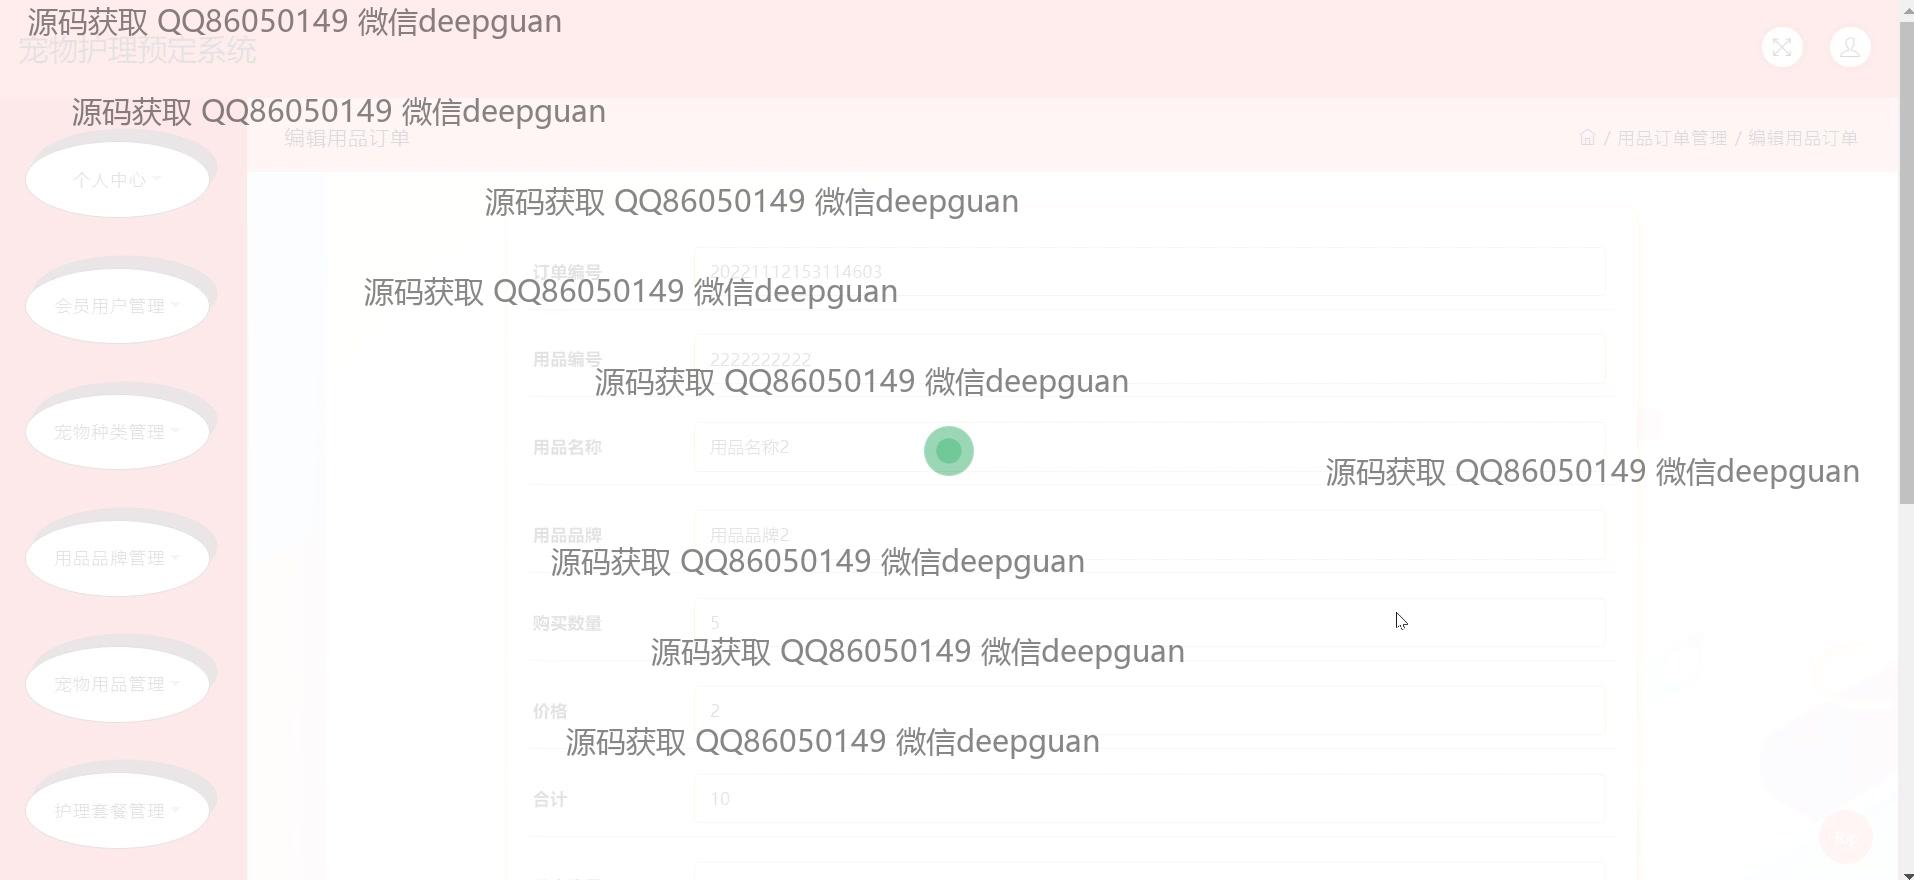 源码获取 QQ86050149 微信deepguan
宠物护理预定系统
源码获取 QQ86050149 微信deepguan
编辑用品订单
/ 用品订单管理 / 编辑用品订单
个人中心
源码获取 QQ86050149 微信deepguan
订单编号 20221112153114603
源码获取 QQ86050149 微信deepguan
会员用户管理
用品编号 2222222222
源码获取 QQ86050149 微信deepguan
宠物种类管理
用品名称 用品名称2
源码获取 QQ86050149 微信deepguan
用品品牌 用品品牌2
用品品牌管理
源码获取 QQ86050149 微信deepguan
购买数量 5
源码获取 QQ86050149 微信deepguan
宠物用品管理
价格 2
源码获取 QQ86050149 微信deepguan
合计 10
护理套餐管理